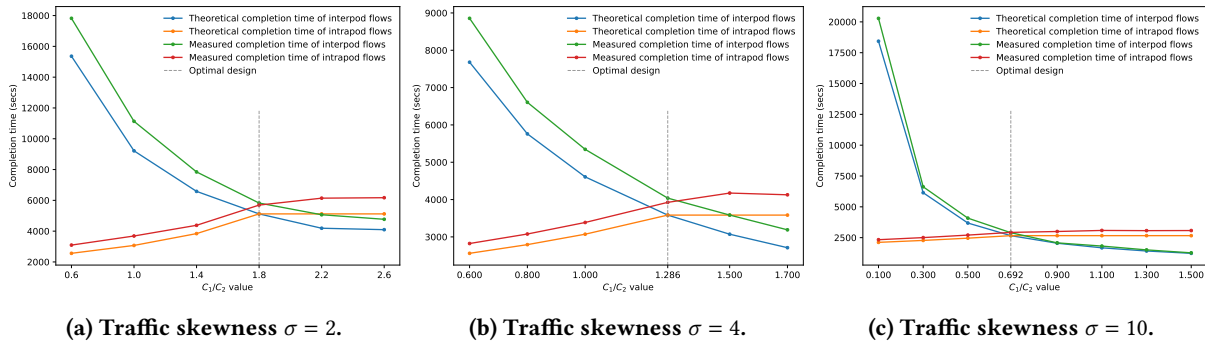 18000
16000
14000
12000
10000
8000
6000
4000
2000
Completion time (secs)
Theoretical completion time of interpod flows
Theoretical completion time of intrapod flows
Measured completion time of interpod flows
Measured completion time of intrapod flows
Optimal design
0.6 1.0 1.4 1.8 2.2 2.6
C₁/C₂ value
(a) Traffic skewness σ = 2.
9000
8000
7000
6000
5000
4000
3000
Completion time (secs)
Theoretical completion time of interpod flows
Theoretical completion time of intrapod flows
Measured completion time of interpod flows
Measured completion time of intrapod flows
Optimal design
0.600 0.800 1.000 1.286 1.500 1.700
C₁/C₂ value
(b) Traffic skewness σ = 4.
20000
17500
15000
12500
10000
7500
5000
2500
Completion time (secs)
Theoretical completion time of interpod flows
Theoretical completion time of intrapod flows
Measured completion time of interpod flows
Measured completion time of intrapod flows
Optimal design
0.100 0.300 0.500 0.692 0.900 1.100 1.300 1.500
C₁/C₂ value
(c) Traffic skewness σ = 10.